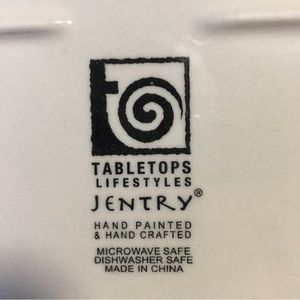 TABLETOPS
LIFESTYLES
JENTRY®
HAND PAINTED
& HAND CRAFTED
MICROWAVE SAFE
DISHWASHER SAFE
MADE IN CHINA